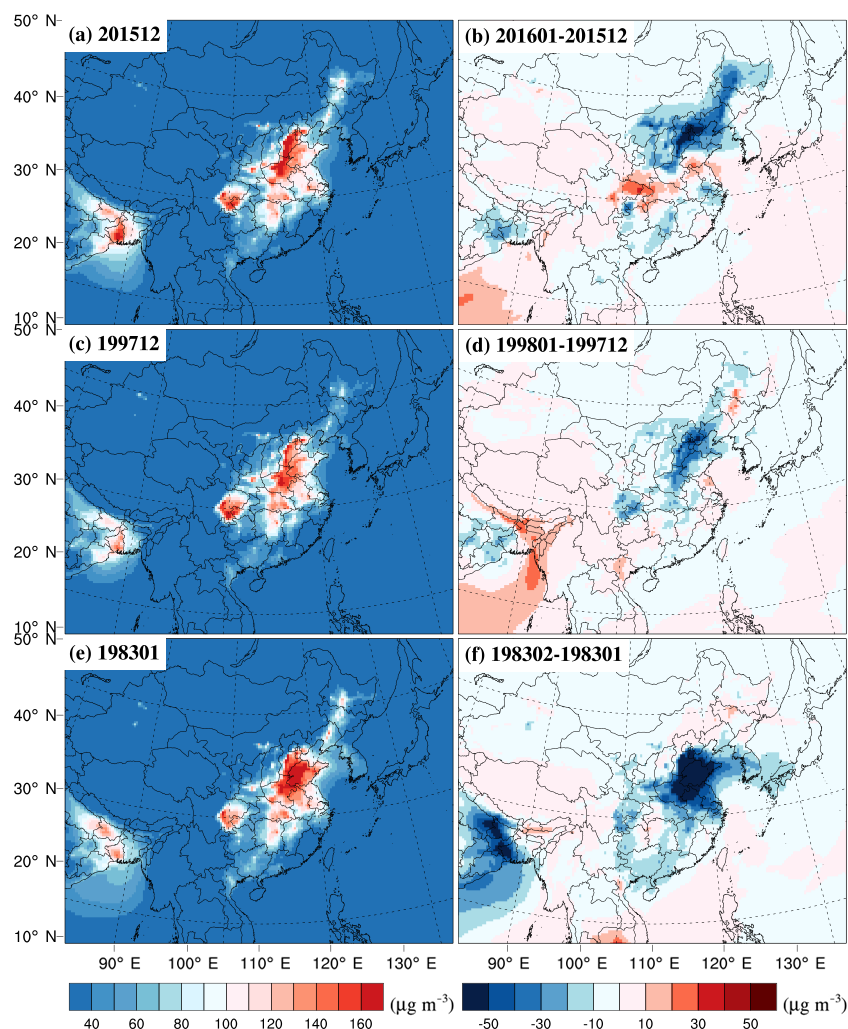 50° N
(a) 201512
(b) 201601-201512
40° N
30° N
20° N
10° N
50° N
(c) 199712
(d) 199801-199712
40° N
30° N
20° N
10° N
50° N
(e) 198301
(f) 198302-198301
40° N
30° N
20° N
10° N
90° E 100° E 110° E 120° E 130° E
90° E 100° E 110° E 120° E 130° E
40 60 80 100 120 140 160
(μg m⁻³)
-50 -30 -10 10 30 50
(μg m⁻³)